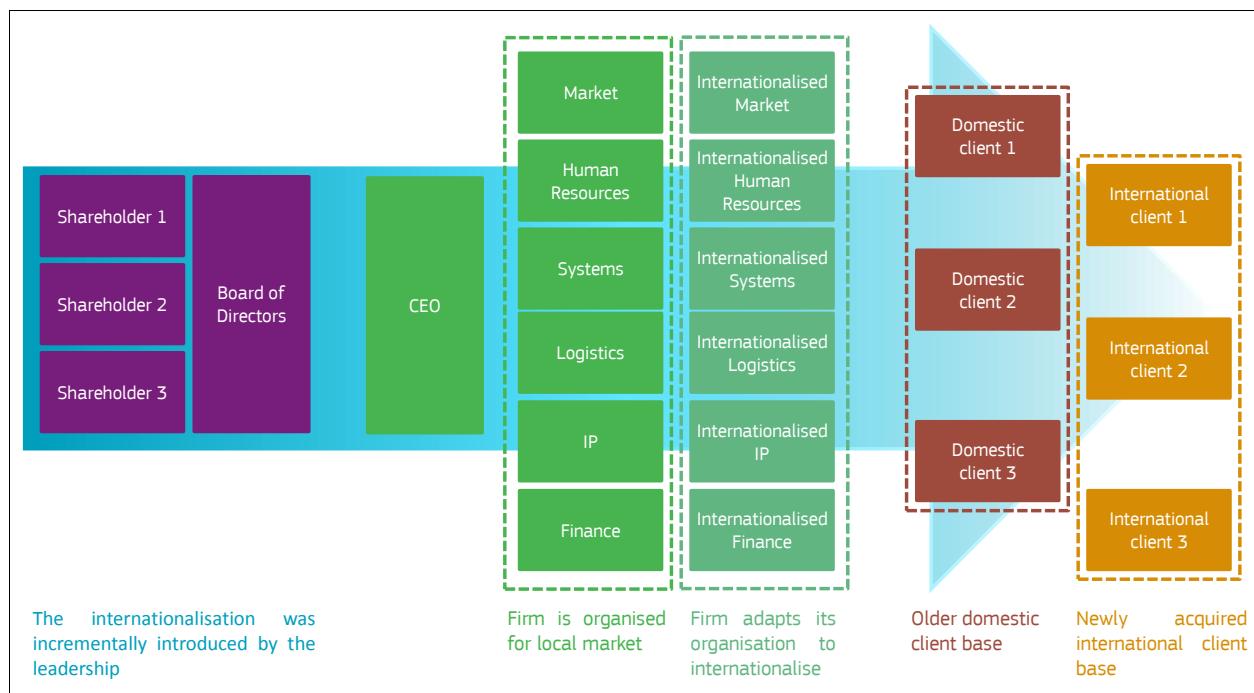 Shareholder 1
Shareholder 2
Shareholder 3
Board of
Directors
CEO
Market
Human
Resources
Systems
Logistics
IP
Finance
Internationalised
Market
Internationalised
Human
Resources
Internationalised
Systems
Internationalised
Logistics
Internationalised
IP
Internationalised
Finance
Domestic
client 1
Domestic
client 2
Domestic
client 3
International
client 1
International
client 2
International
client 3
The internationalisation was
incrementally introduced by the
leadership
Firm is organised
for local market
Firm adapts its
organisation to
internationalise
Older domestic
client base
Newly acquired
international client
base